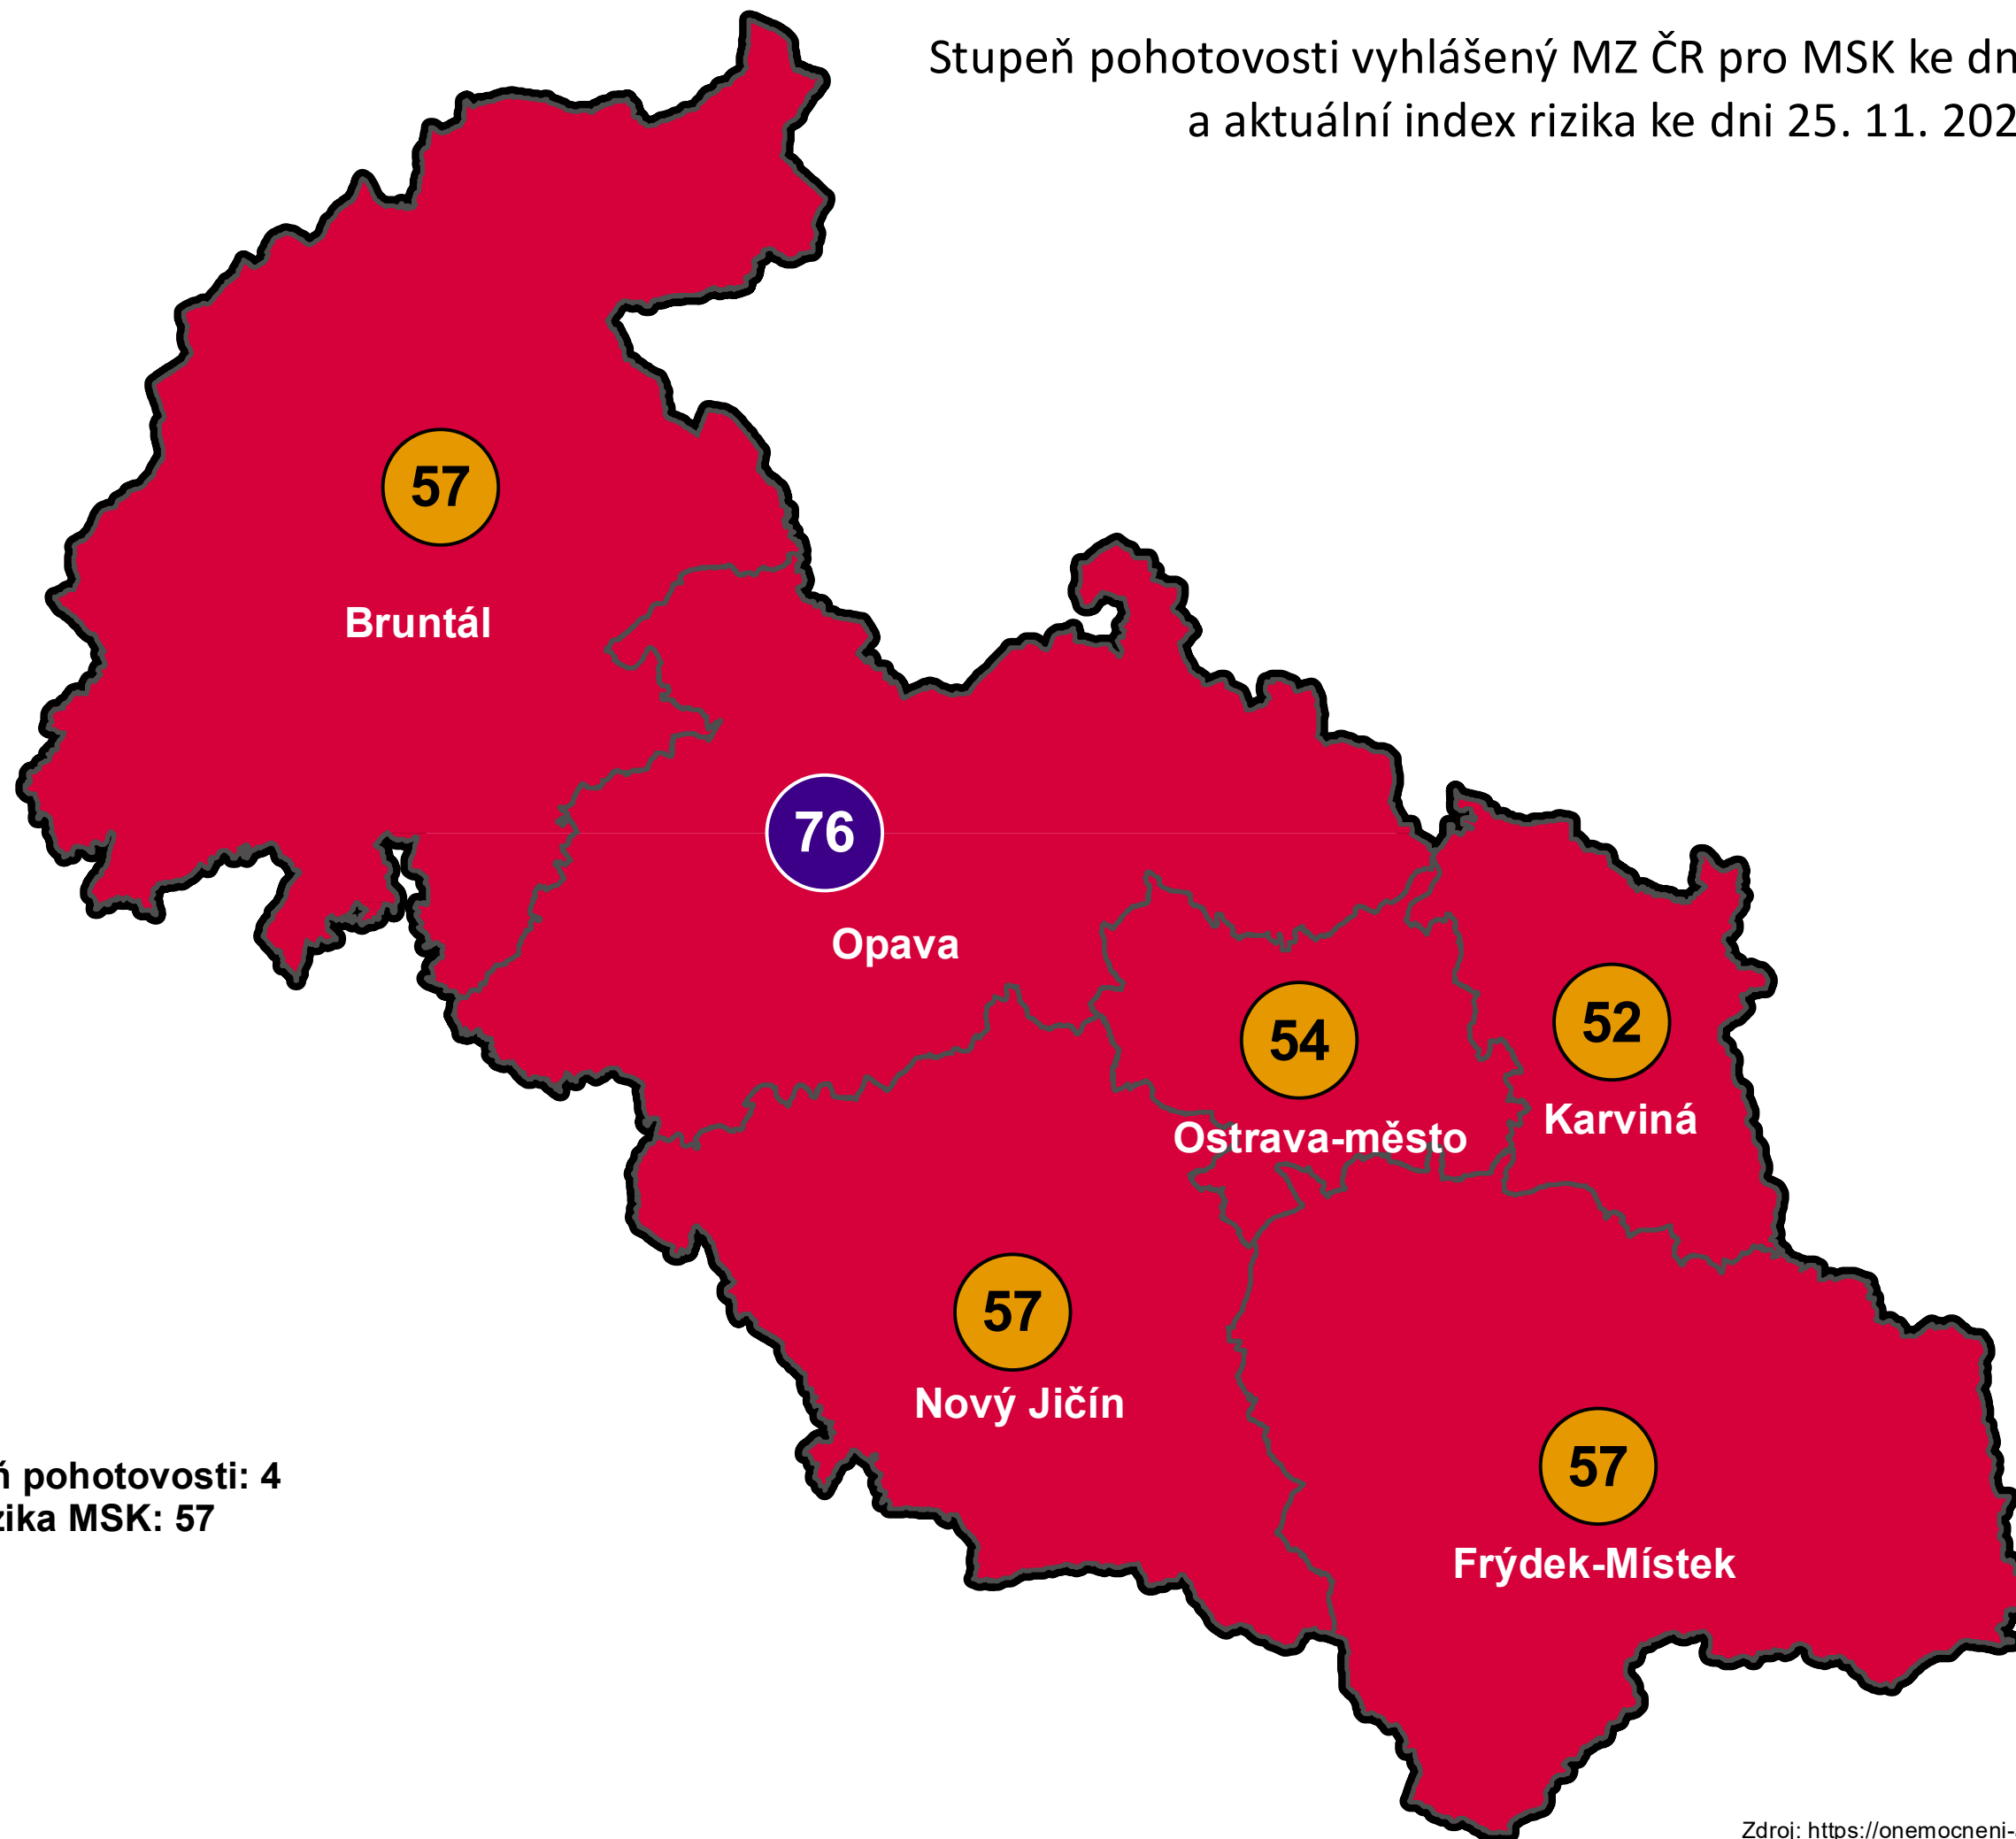 Stupeň pohotovosti vyhlášený MZ ČR pro MSK ke dn
a aktuální index rizika ke dni 25. 11. 202
57
Bruntál
76
Opava
54
Ostrava-město
52
Karviná
57
Nový Jičín
57
Frýdek-Místek
ň pohotovosti: 4
zika MSK: 57
Zdroj: https://onemocneni-